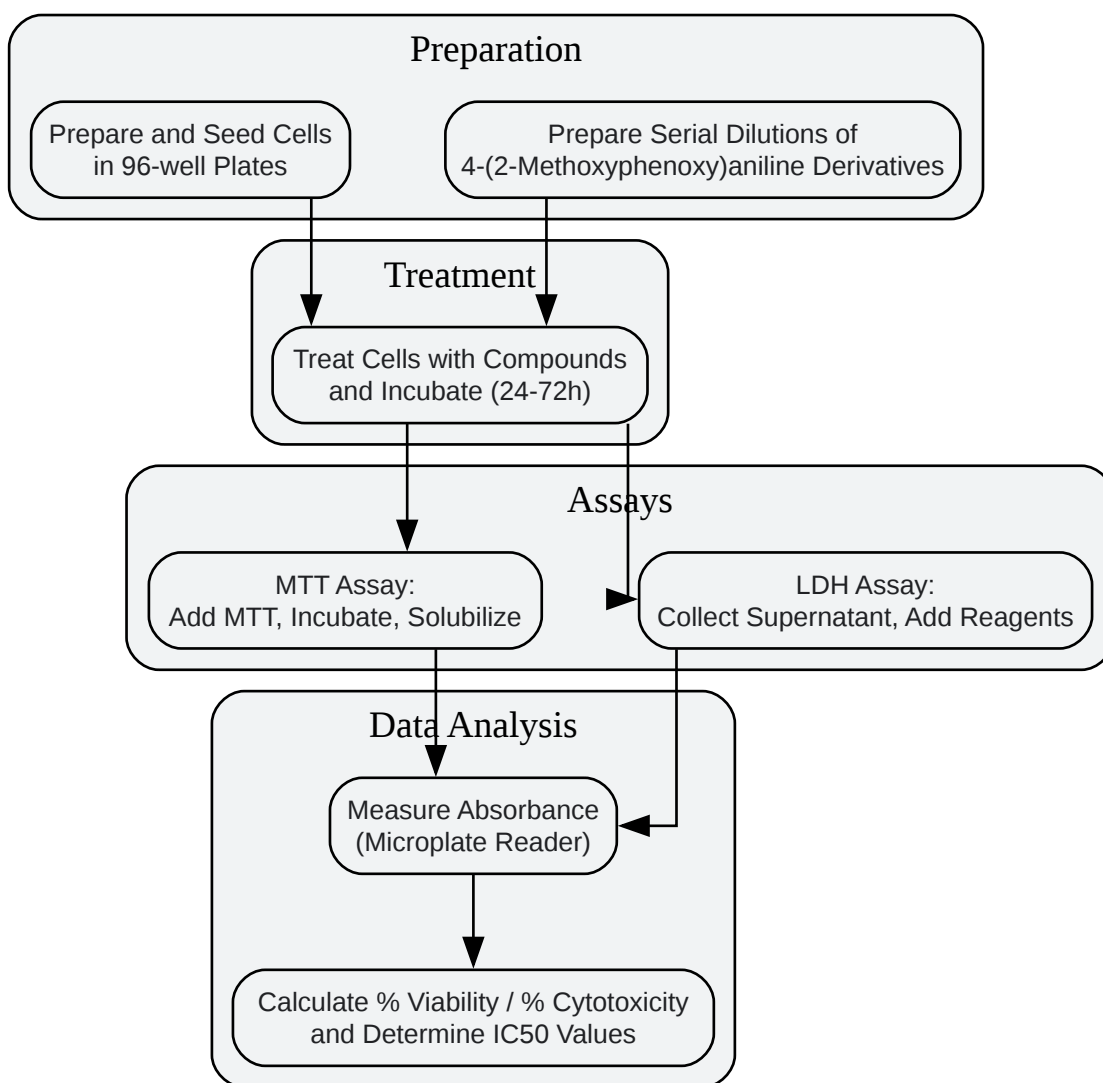 Preparation
Prepare and Seed Cells
in 96-well Plates
Prepare Serial Dilutions of
4-(2-Methoxyphenoxy)aniline Derivatives
Treatment
Treat Cells with Compounds
and Incubate (24-72h)
Assays
MTT Assay:
Add MTT, Incubate, Solubilize
LDH Assay:
Collect Supernatant, Add Reagents
Data Analysis
Measure Absorbance
(Microplate Reader)
Calculate % Viability / % Cytotoxicity
and Determine IC50 Values